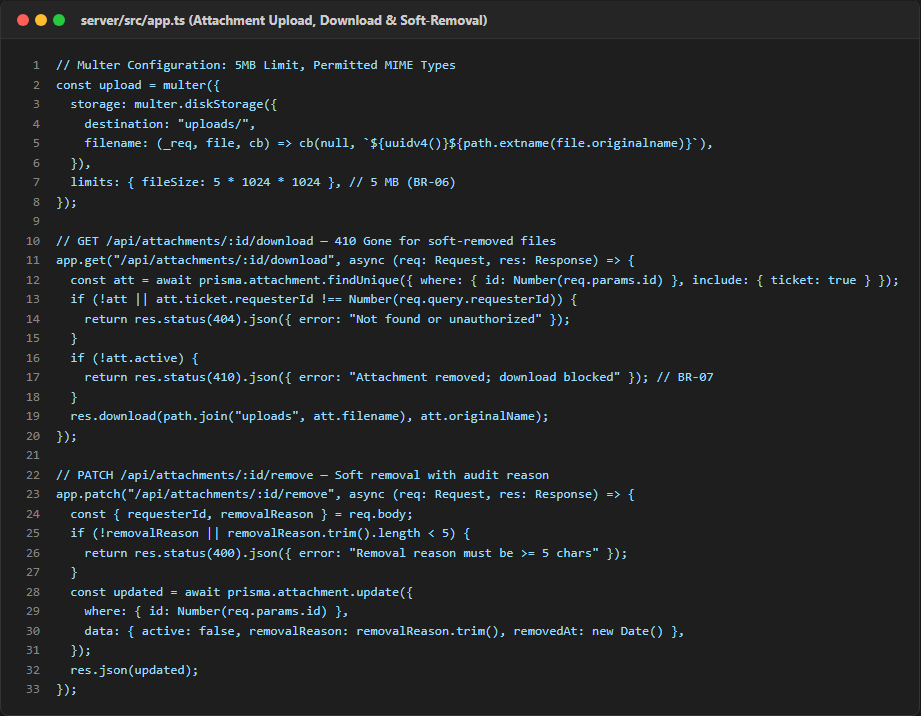 server/src/app.ts (Attachment Upload, Download & Soft-Removal)
1 // Multer Configuration: 5MB Limit, Permitted MIME Types
2 const upload = multer({
3   storage: multer.diskStorage({
4     destination: "uploads/",
5     filename: (_req, file, cb) => cb(null, `${uuidv4()}${path.extname(file.originalname)}`),
6   }),
7   limits: { fileSize: 5 * 1024 * 1024 }, // 5 MB (BR-06)
8 });
9
10 // GET /api/attachments/:id/download — 410 Gone for soft-removed files
11 app.get("/api/attachments/:id/download", async (req: Request, res: Response) => {
12   const att = await prisma.attachment.findUnique({ where: { id: Number(req.params.id) }, include: { ticket: true } });
13   if (!att || att.ticket.requesterId !== Number(req.query.requesterId)) {
14     return res.status(404).json({ error: "Not found or unauthorized" });
15   }
16   if (!att.active) {
17     return res.status(410).json({ error: "Attachment removed; download blocked" }); // BR-07
18   }
19   res.download(path.join("uploads", att.filename), att.originalName);
20 });
21
22 // PATCH /api/attachments/:id/remove — Soft removal with audit reason
23 app.patch("/api/attachments/:id/remove", async (req: Request, res: Response) => {
24   const { requesterId, removalReason } = req.body;
25   if (!removalReason || removalReason.trim().length < 5) {
26     return res.status(400).json({ error: "Removal reason must be >= 5 chars" });
27   }
28   const updated = await prisma.attachment.update({
29     where: { id: Number(req.params.id) },
30     data: { active: false, removalReason: removalReason.trim(), removedAt: new Date() },
31   });
32   res.json(updated);
33 });